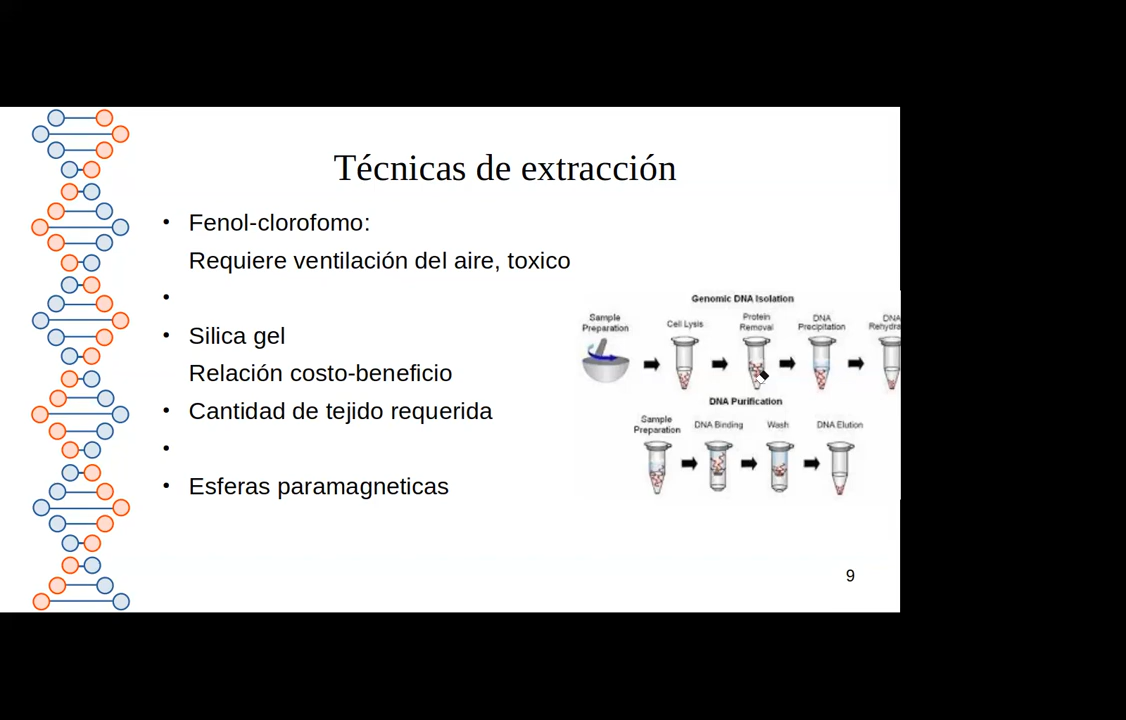 Técnicas de extracción
• Fenol-clorofomo:
Requiere ventilación del aire, toxico
•
• Silica gel
Relación costo-beneficio
• Cantidad de tejido requerida
•
• Esferas paramagneticas
Genomic DNA Isolation
Sample
Preparation
Cell Lysis
Protein
Removal
DNA
Precipitation
DNA
Rehydra
DNA Purification
Sample
Preparation
DNA Binding
Wash
DNA Elution
9